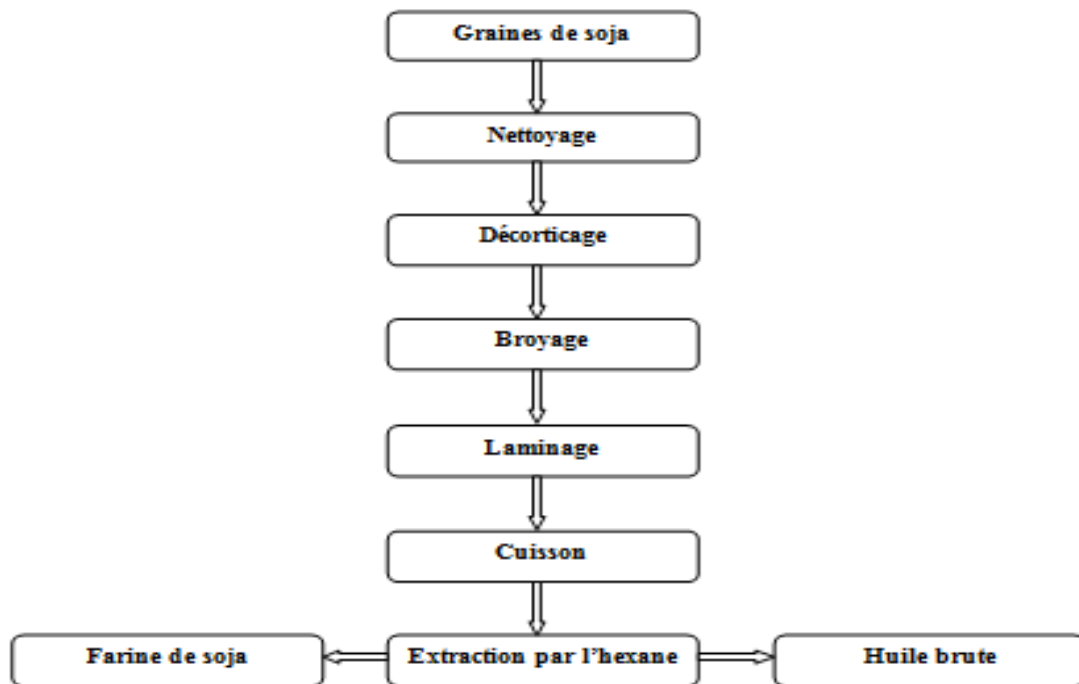 Graines de soja
Nettoyage
Décorticage
Broyage
Laminage
Cuisson
Farine de soja
Extraction par l'hexane
Huile brute